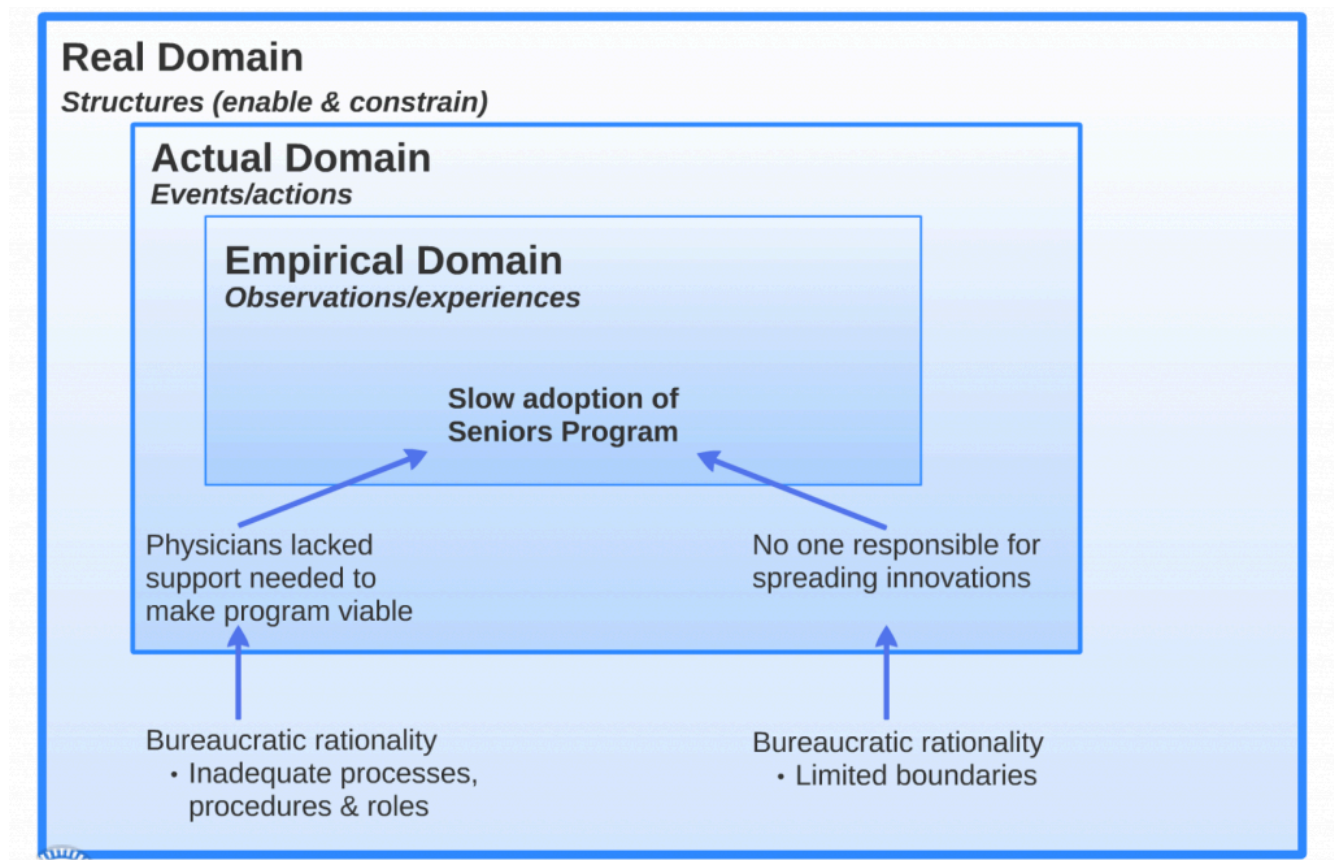 Real Domain
Structures (enable & constrain)
Actual Domain
Events/actions
Empirical Domain
Observations/experiences
Slow adoption of
Seniors Program
Physicians lacked
support needed to
make program viable
No one responsible for
spreading innovations
Bureaucratic rationality
• Inadequate processes,
procedures & roles
Bureaucratic rationality
• Limited boundaries